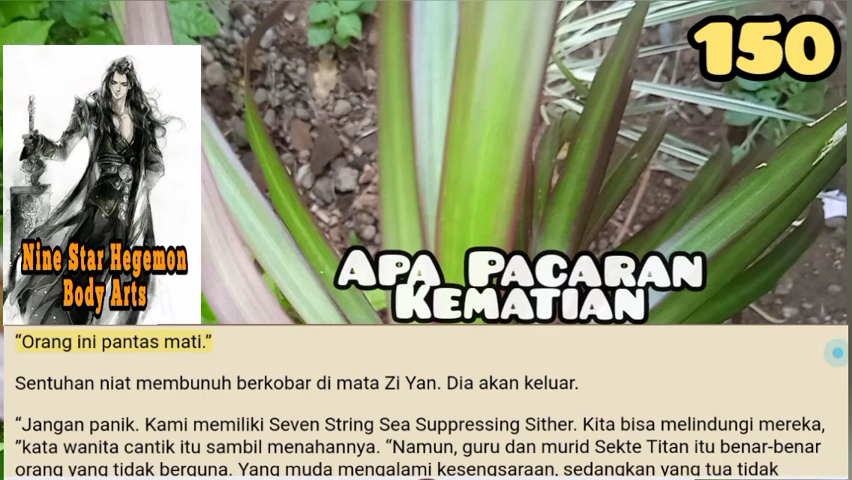 150
Nine Star Hegemon
Body Arts
Apa Pacaran
Kematian
“Orang ini pantas mati.”
Sentuhan niat membunuh berkobar di mata Zi Yan. Dia akan keluar.
“Jangan panik. Kami memiliki Seven String Sea Suppressing Sither. Kita bisa melindungi mereka,
”kata wanita cantik itu sambil menahannya. “Namun, guru dan murid Sekte Titan itu benar-benar
orang yang tidak berguna. Yang muda mengalami kesengsaraan, sedangkan yang tua tidak